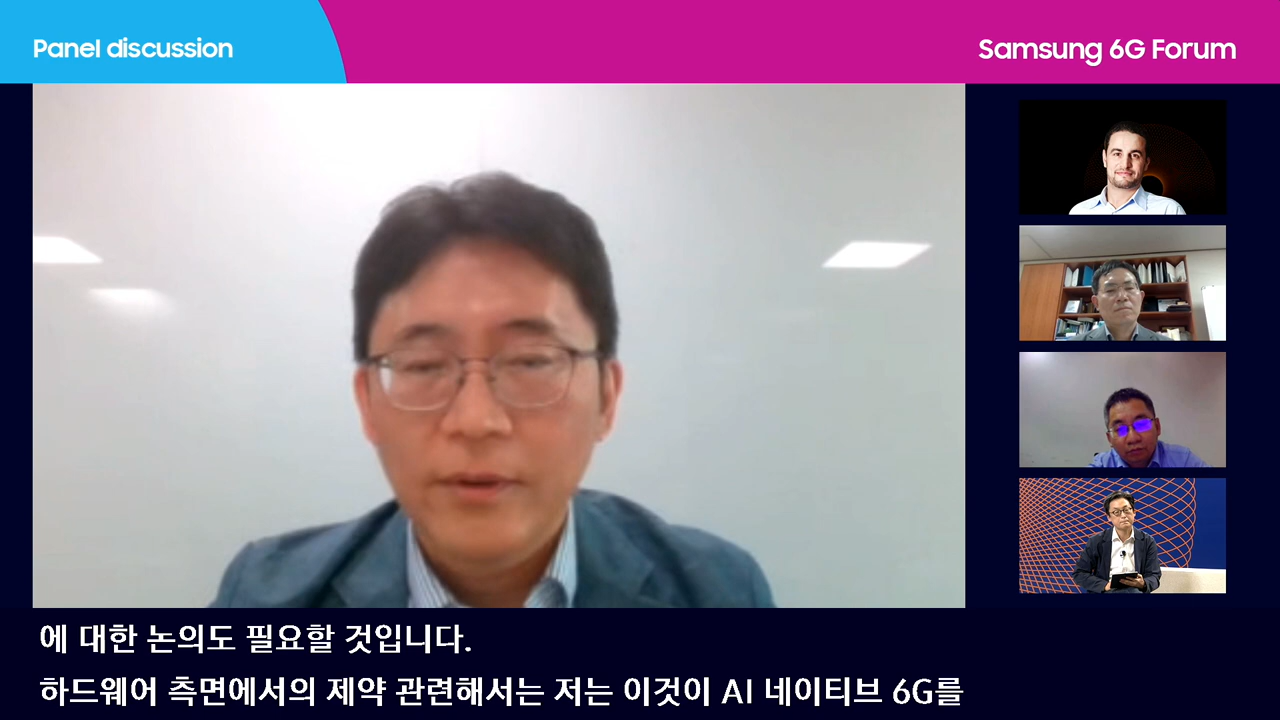 Panel discussion
Samsung 6G Forum
에 대한 논의도 필요할 것입니다.
하드웨어 측면에서의 제약 관련해서는 저는 이것이 AI 네이티브 6G를